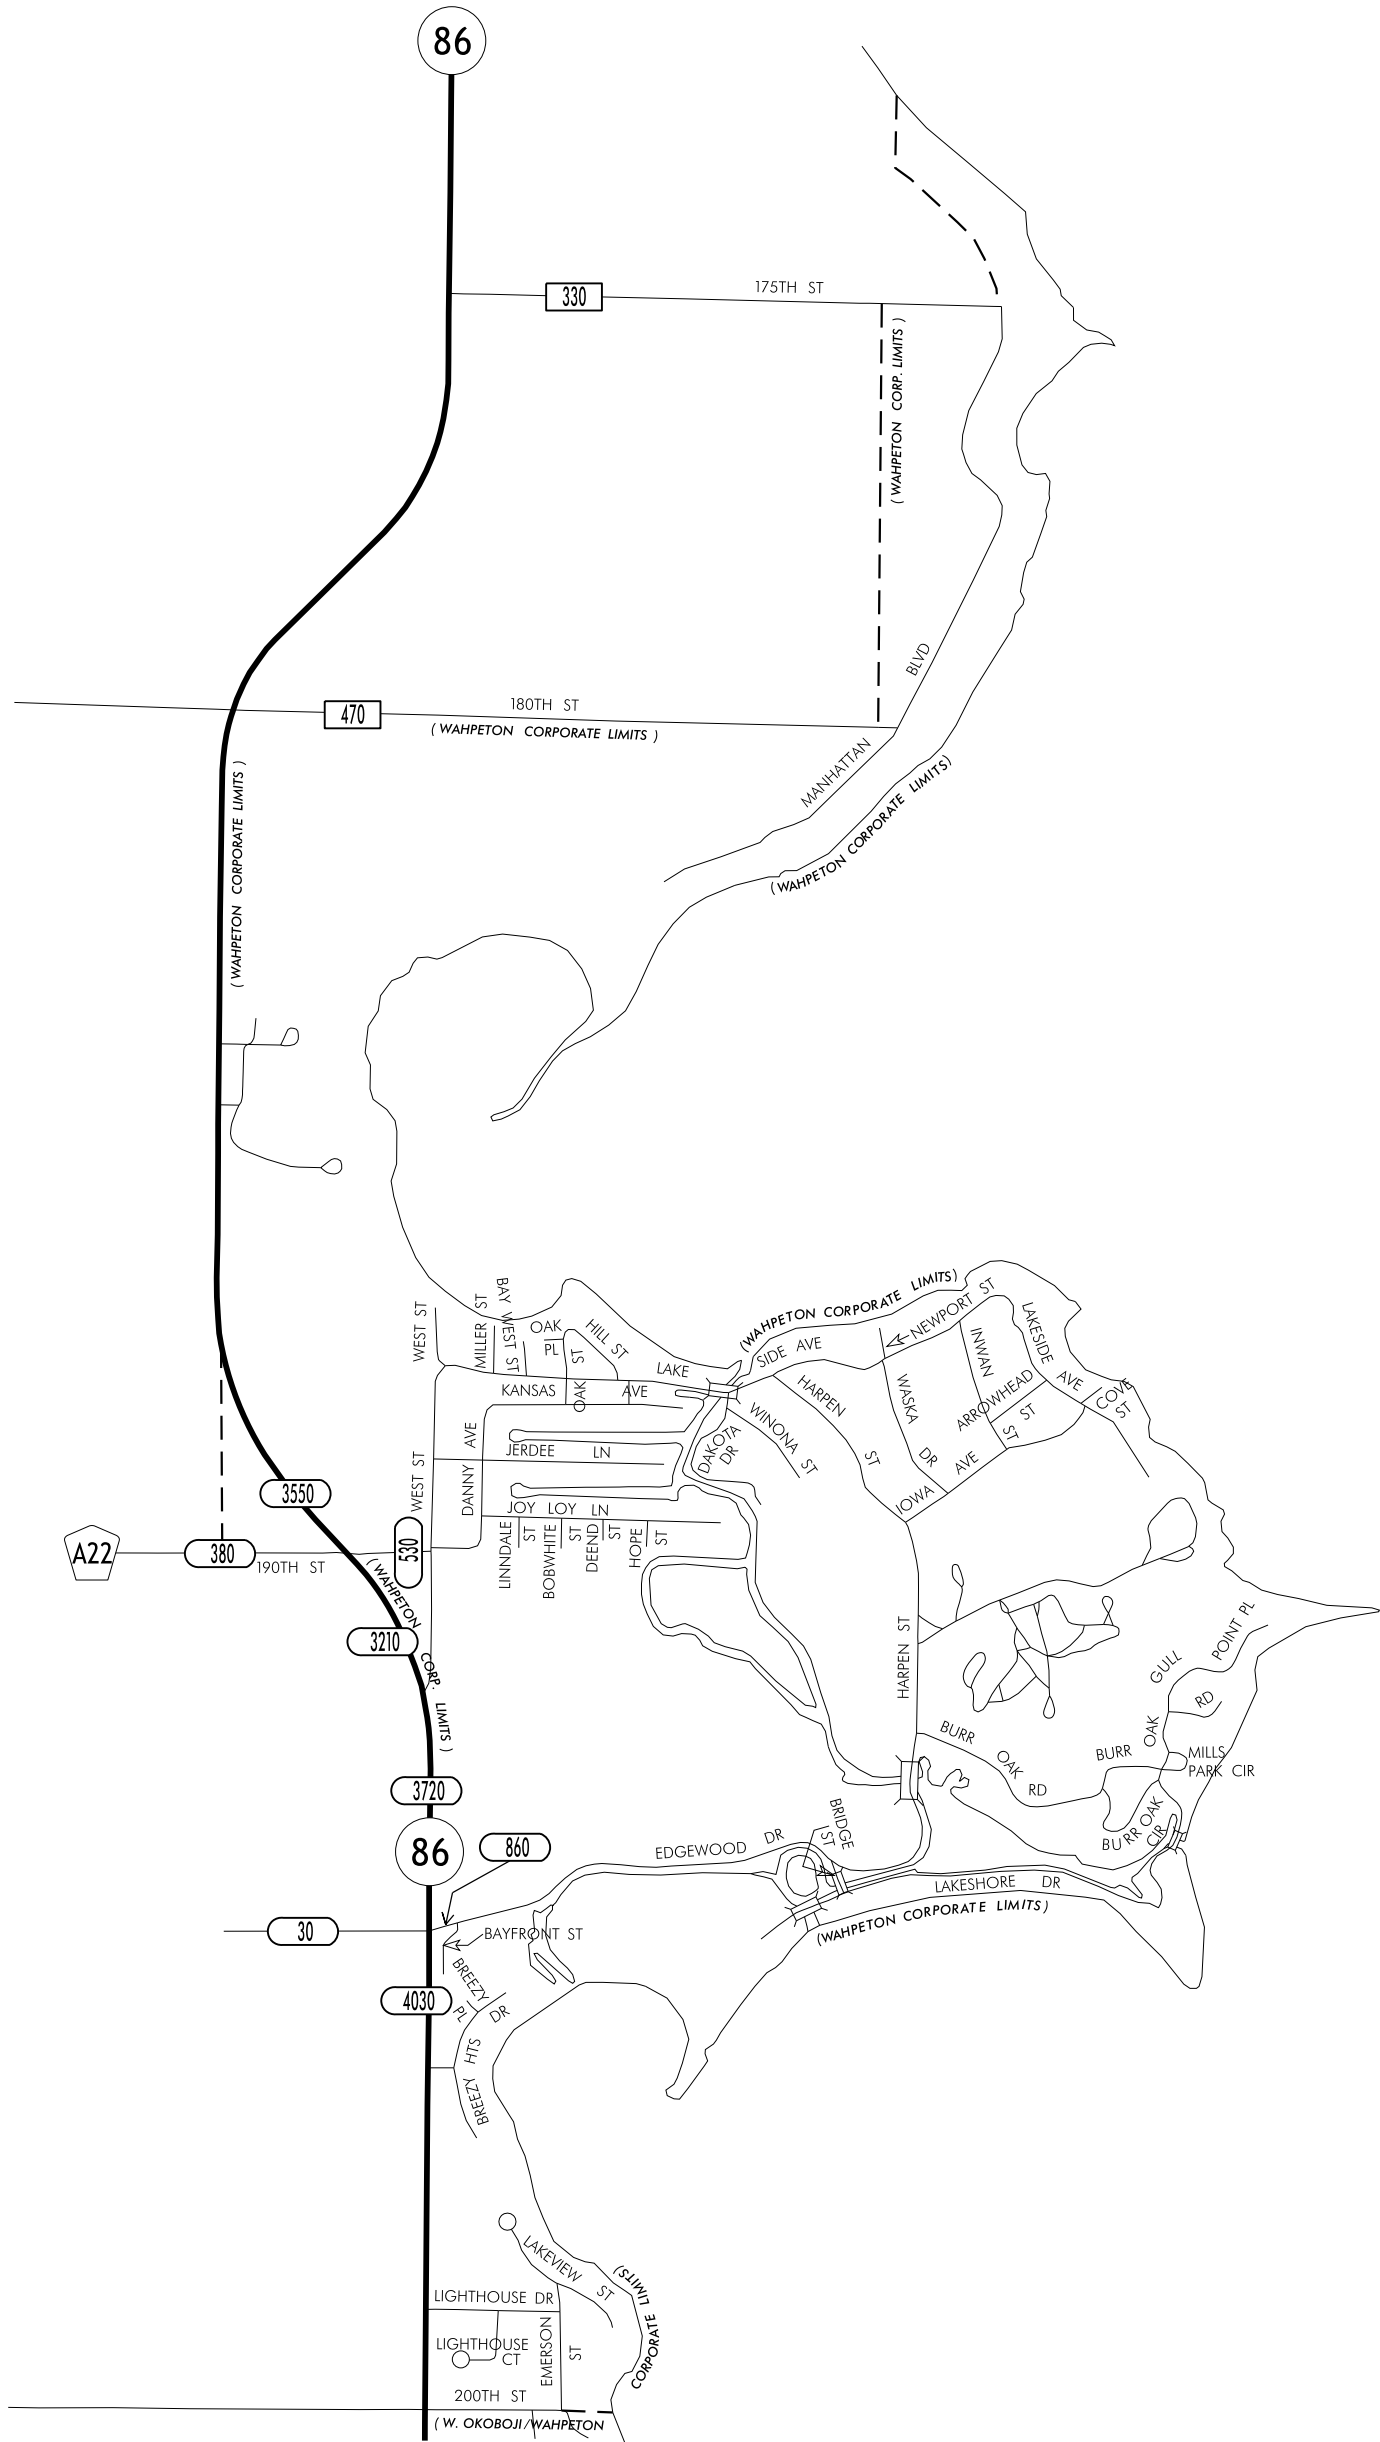 86
330
175TH ST
(WAHPETON CORP. LIMITS)
BLVD
470
180TH ST
(WAHPETON CORPORATE LIMITS)
MANHATTAN
(WAHPETON CORPORATE LIMITS)
(WAHPETON CORPORATE LIMITS)
(WAHPETON CORPORATE LIMITS)
WEST ST
MILLER ST
BAY WEST ST
OAK
PL
HILL ST
OAK ST
LAKE
SIDE AVE
NEWPORT ST
LAKESIDE
AVE
INWAN
ST
KANSAS AVE
HARPEN
ST
WASKA
DR
ARROWHEAD
ST
COVE
ST
WINONA ST
DAKOTA
DR
DANNY AVE
JERDEE LN
WEST ST
IOWA AVE
3550
JOY LOY LN
530
LINNDALE
ST
BOBWHITE
ST
DEEND
ST
HOPE
ST
A22
380
190TH ST
(WAHPETON CORP. LIMITS)
3210
HARPEN ST
GULL
POINT PL
RD
BURR
OAK
RD
BURR
OAK
MILLS
PARK CIR
3720
BURR OAK
CIR
86
860
BRIDGE
ST
EDGEWOOD DR
LAKESHORE DR
(WAHPETON CORPORATE LIMITS)
30
BAYFRONT ST
BREEZY
PL
DR
4030
BREEZY HTS
LAKEVIEW
ST
LIGHTHOUSE DR
LIGHTHOUSE
CT
EMERSON
ST
CORPORATE LIMITS)
200TH ST
(W. OKOBOJI/WAHPETON